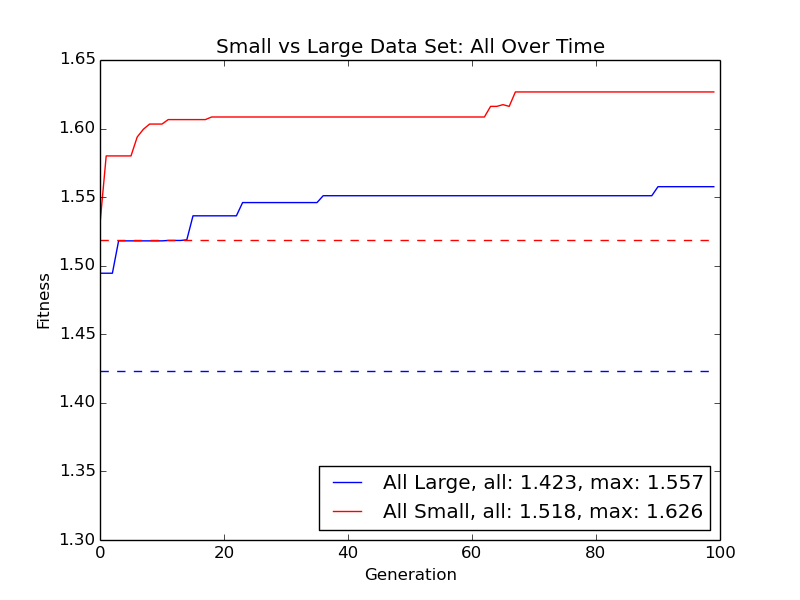 Small vs Large Data Set: All Over Time
1.65
1.60
1.55
1.50
1.45
1.40
1.35
1.30
Fitness
All Large, all: 1.423, max: 1.557
All Small, all: 1.518, max: 1.626
0 20 40 60 80 100
Generation